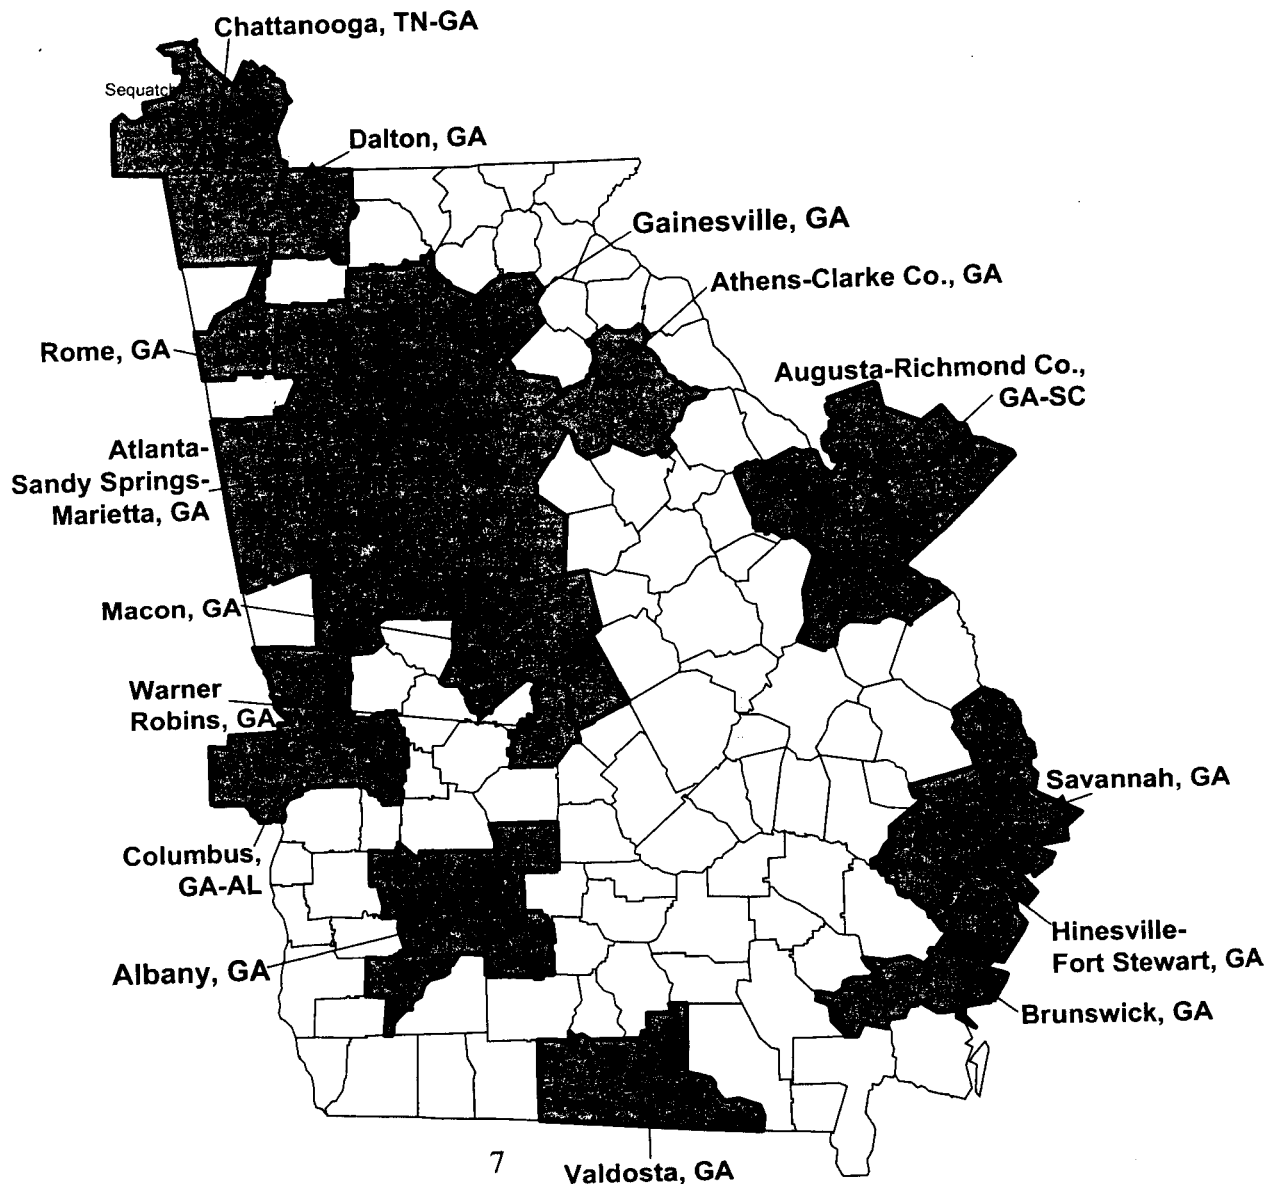 Chattanooga, TN-GA
Sequatch
Dalton, GA
Gainesville, GA
Athens-Clarke Co., GA
Rome, GA
Augusta-Richmond Co.,
GA-SC
Atlanta-
Sandy Springs-
Marietta, GA
Macon, GA
Warner
Robins, GA
Savannah, GA
Columbus,
GA-AL
Hinesville-
Fort Stewart, GA
Albany, GA
Brunswick, GA
7
Valdosta, GA